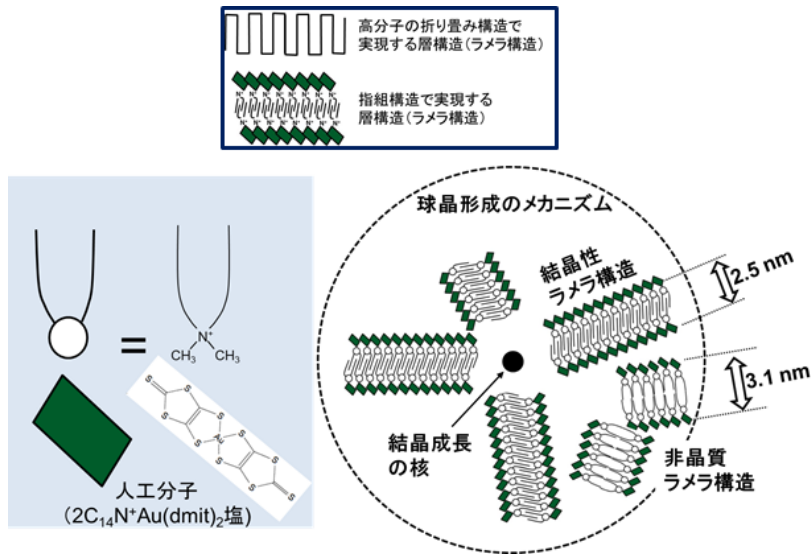 高分子の折り畳み構造で
実現する層構造(ラメラ構造)
N⁺ N⁺ N⁺ N⁺ N⁺ N⁺ N⁺ N⁺
指組構造で実現する
層構造(ラメラ構造)
N⁺ N⁺ N⁺ N⁺ N⁺ N⁺ N⁺ N⁺
球晶形成のメカニズム
結晶性
ラメラ構造
2.5 nm
=
N⁺
CH₃ CH₃
3.1 nm
S S S S
S Au S
S S S S
結晶成長
の核
非晶質
ラメラ構造
人工分子
(2C₁₄N⁺Au(dmit)₂塩)